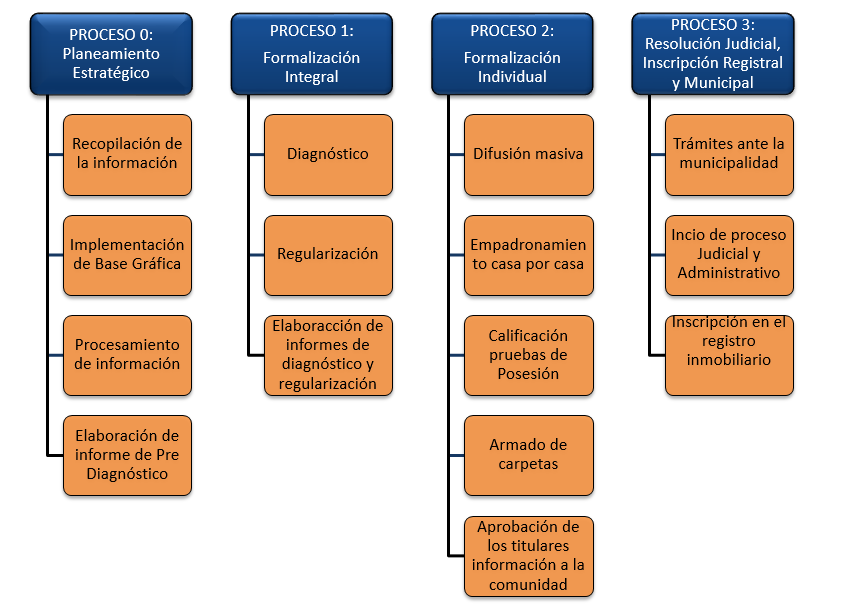 PROCESO 0:
Planeamiento
Estratégico
Recopilación de
la información
Implementación
de Base Gráfica
Procesamiento
de información
Elaboración de
informe de Pre
Diagnóstico
PROCESO 1:
Formalización
Integral
Diagnóstico
Regularización
Elaboracción de
informes de
diagnóstico y
regularización
PROCESO 2:
Formalización
Individual
Difusión masiva
Empadronamien
to casa por casa
Calificación
pruebas de
Posesión
Armado de
carpetas
Aprobación de
los titulares
información a la
comunidad
PROCESO 3:
Resolución Judicial,
Inscripción Registral
y Municipal
Trámites ante la
municipalidad
Incio de proceso
Judicial y
Administrativo
Inscripción en el
registro
inmobiliario